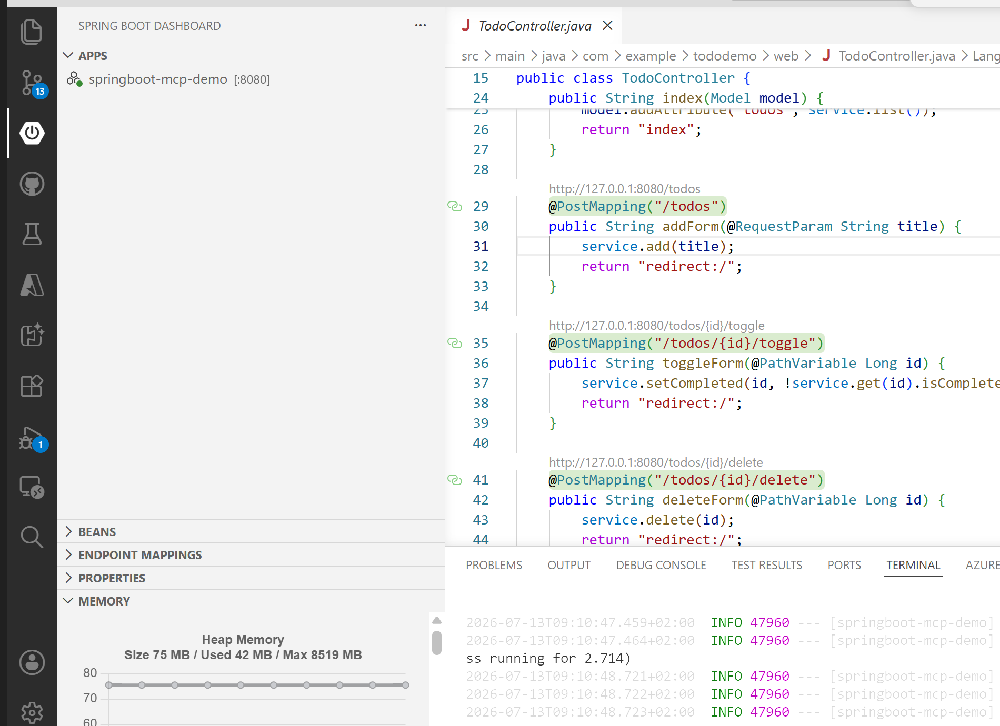 13
1
SPRING BOOT DASHBOARD
APPS
springboot-mcp-demo [:8080]
BEANS
ENDPOINT MAPPINGS
PROPERTIES
MEMORY
Heap Memory
Size 75 MB / Used 42 MB / Max 8519 MB
80
70
60
TodoController.java
src > main > java > com > example > tododemo > web > TodoController.java > Lang
15 public class TodoController {
24 public String index(Model model) {
25 model.addAttribute("todos", service.list());
26 return "index";
27 }
28
http://127.0.0.1:8080/todos
29 @PostMapping("/todos")
30 public String addForm(@RequestParam String title) {
31 service.add(title);
32 return "redirect:/";
33 }
34
http://127.0.0.1:8080/todos/{id}/toggle
35 @PostMapping("/todos/{id}/toggle")
36 public String toggleForm(@PathVariable Long id) {
37 service.setCompleted(id, !service.get(id).isComplete
38 return "redirect:/";
39 }
40
http://127.0.0.1:8080/todos/{id}/delete
41 @PostMapping("/todos/{id}/delete")
42 public String deleteForm(@PathVariable Long id) {
43 service.delete(id);
44 return "redirect:/";
PROBLEMS OUTPUT DEBUG CONSOLE TEST RESULTS PORTS TERMINAL AZURE
2026-07-13T09:10:47.459+02:00 INFO 47960 --- [springboot-mcp-demo]
2026-07-13T09:10:47.464+02:00 INFO 47960 --- [springboot-mcp-demo]
ss running for 2.714)
2026-07-13T09:10:48.721+02:00 INFO 47960 --- [springboot-mcp-demo]
2026-07-13T09:10:48.722+02:00 INFO 47960 --- [springboot-mcp-demo]
2026-07-13T09:10:48.723+02:00 INFO 47960 --- [springboot-mcp-demo]